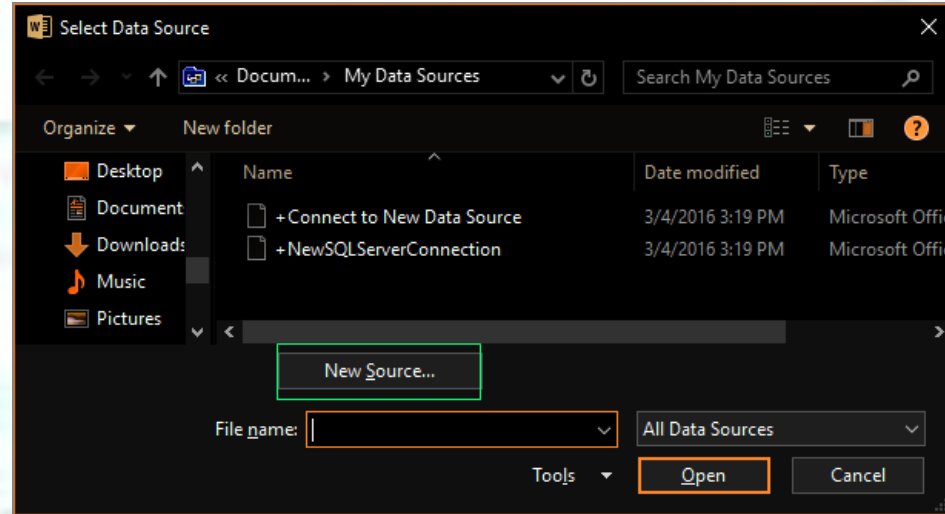 Select Data Source
« Docum... › My Data Sources Search My Data Sources
Organize New folder ?
Name Date modified Type
Desktop
+Connect to New Data Source 3/4/2016 3:19 PM Microsoft Offi
Document
+NewSQLServerConnection 3/4/2016 3:19 PM Microsoft Offi
Downloads
Music
Pictures
New Source...
File name: All Data Sources
Tools Open Cancel